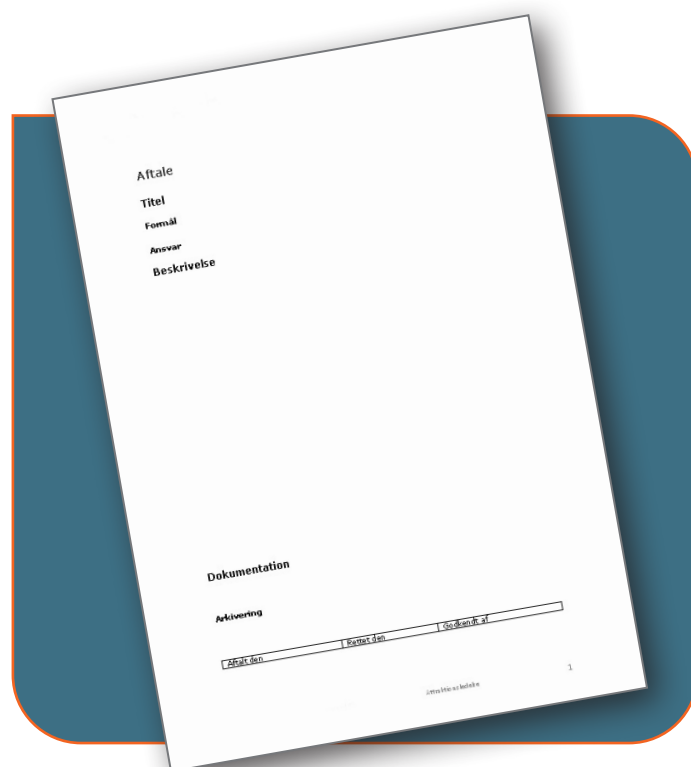 Aftale
Titel
Formål
Ansvar
Beskrivelse
Dokumentation
Arkivering
Aftalt den Rettet den Godkendt af
1